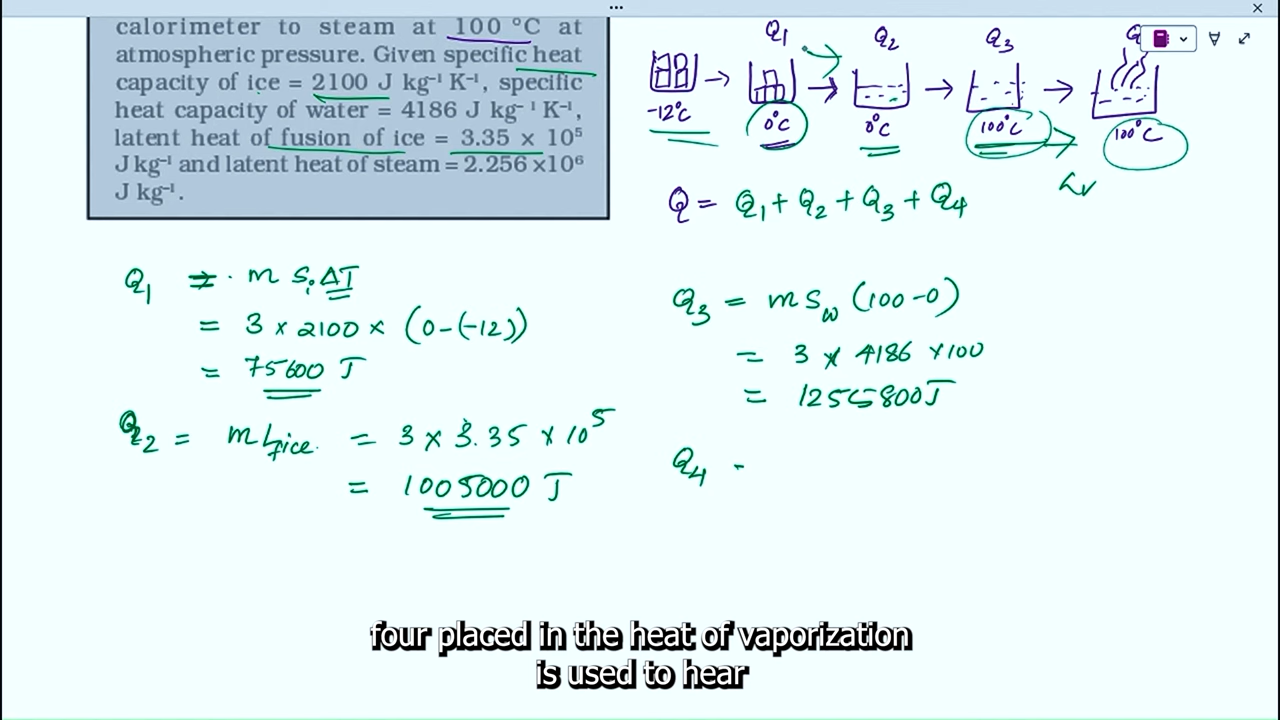 calorimeter to steam at 100 °C at
atmospheric pressure. Given specific heat
capacity of ice = 2100 J kg⁻¹ K⁻¹, specific
heat capacity of water = 4186 J kg⁻¹ K⁻¹,
latent heat of fusion of ice = 3.35 × 10⁵
J kg⁻¹ and latent heat of steam = 2.256 ×10⁶
J kg⁻¹.
Q₁ Q₂ Q₃ Q
-12°C 0°C 0°C 100°C 100°C
Lv
Q = Q₁ + Q₂ + Q₃ + Q₄
Q₁ = m Sᵢ ΔT
= 3 × 2100 × (0-(-12))
= 75600 J
Q₂ = m Lf ice = 3 × 3.35 × 10⁵
= 1005000 J
Q₃ = m Sw (100-0)
= 3 × 4186 × 100
= 1255800 J
Q₄ -
four placed in the heat of vaporization
is used to hear